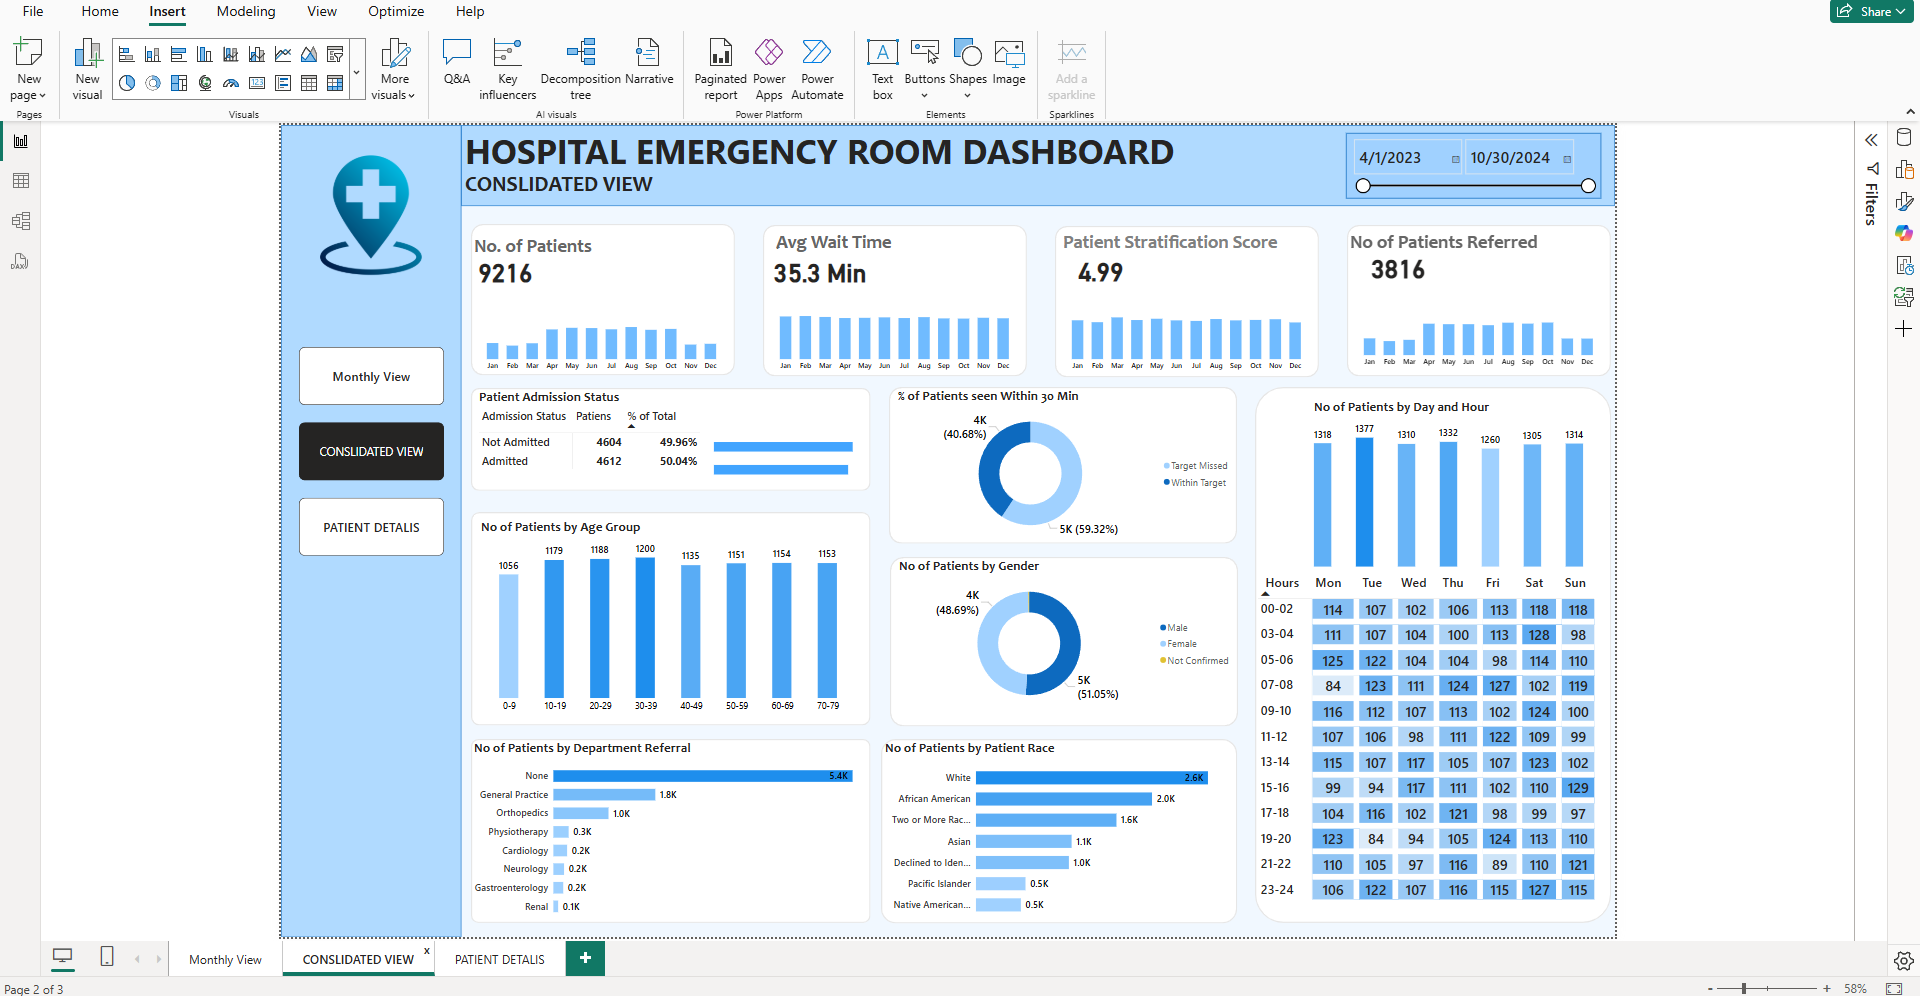 File Home Insert Modeling View Optimize Help
Share
New page
New visual
More visuals
Q&A
Key influencers
Decomposition tree
Narrative
Paginated report
Power Apps
Power Automate
Text box
Buttons
Shapes
Image
Add a sparkline
Pages
Visuals
AI visuals
Power Platform
Elements
Sparklines
HOSPITAL EMERGENCY ROOM DASHBOARD
CONSLIDATED VIEW
4/1/2023 10/30/2024
Filters
Monthly View
CONSLIDATED VIEW
PATIENT DETALIS
No. of Patients
9216
Jan Feb Mar Apr May Jun Jul Aug Sep Oct Nov Dec
Avg Wait Time
35.3 Min
Jan Feb Mar Apr May Jun Jul Aug Sep Oct Nov Dec
Patient Stratification Score
4.99
Jan Feb Mar Apr May Jun Jul Aug Sep Oct Nov Dec
No of Patients Referred
3816
Jan Feb Mar Apr May Jun Jul Aug Sep Oct Nov Dec
Patient Admission Status
Admission Status Patiens % of Total
Not Admitted 4604 49.96%
Admitted 4612 50.04%
% of Patients seen Within 30 Min
4K
(40.68%)
Target Missed
Within Target
5K (59.32%)
No of Patients by Age Group
1056 1179 1188 1200 1135 1151 1154 1153
0-9 10-19 20-29 30-39 40-49 50-59 60-69 70-79
No of Patients by Gender
4K
(48.69%)
Male
Female
Not Confirmed
5K
(51.05%)
No of Patients by Department Referral
None 5.4K
General Practice 1.8K
Orthopedics 1.0K
Physiotherapy 0.3K
Cardiology 0.2K
Neurology 0.2K
Gastroenterology 0.2K
Renal 0.1K
No of Patients by Patient Race
White 2.6K
African American 2.0K
Two or More Rac... 1.6K
Asian 1.1K
Declined to Iden... 1.0K
Pacific Islander 0.5K
Native American... 0.5K
No of Patients by Day and Hour
1318 1377 1310 1332 1260 1305 1314
Hours Mon Tue Wed Thu Fri Sat Sun
00-02 114 107 102 106 113 118 118
03-04 111 107 104 100 113 128 98
05-06 125 122 104 104 98 114 110
07-08 84 123 111 124 127 102 119
09-10 116 112 107 113 102 124 100
11-12 107 106 98 111 122 109 99
13-14 115 107 117 105 107 123 102
15-16 99 94 117 111 102 110 129
17-18 104 116 102 121 98 99 97
19-20 123 84 94 105 124 113 110
21-22 110 105 97 116 89 110 121
23-24 106 122 107 116 115 127 115
Monthly View CONSLIDATED VIEW x PATIENT DETALIS +
Page 2 of 3
- + 58%